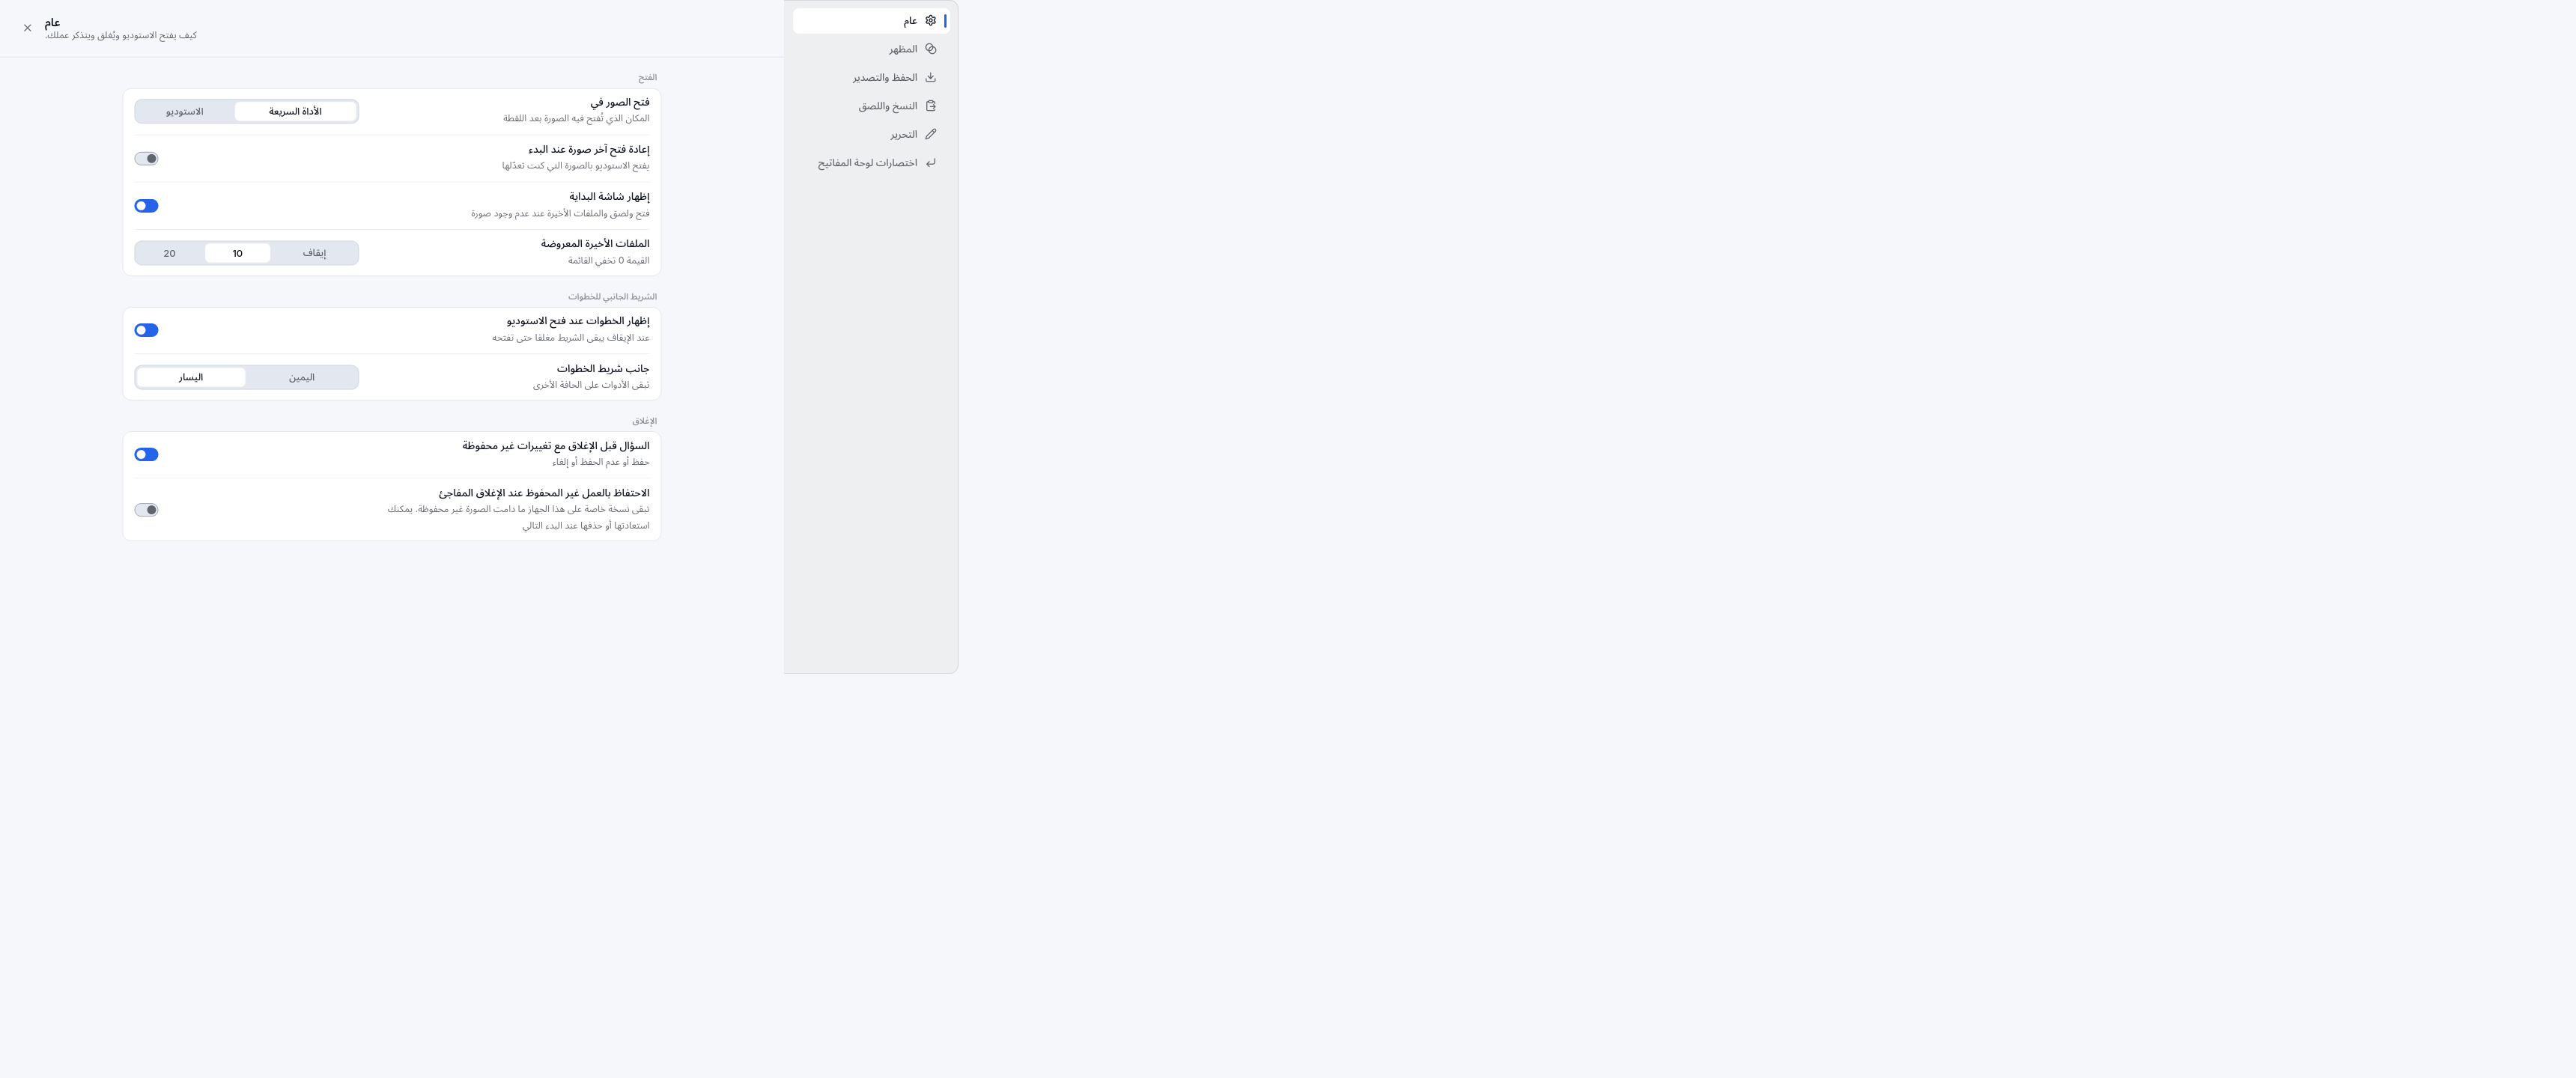 عام
المظهر
الحفظ والتصدير
النسخ واللصق
التحرير
اختصارات لوحة المفاتيح
عام
كيف يفتح الاستوديو ويُغلق ويتذكر عملك.
الفتح
فتح الصور في
المكان الذي تُفتح فيه الصورة بعد اللقطة
الأداة السريعة
الاستوديو
إعادة فتح آخر صورة عند البدء
يفتح الاستوديو بالصورة التي كنت تعدّلها
إظهار شاشة البداية
فتح ولصق والملفات الأخيرة عند عدم وجود صورة
الملفات الأخيرة المعروضة
القيمة 0 تخفي القائمة
إيقاف
10
20
الشريط الجانبي للخطوات
إظهار الخطوات عند فتح الاستوديو
عند الإيقاف يبقى الشريط مغلقا حتى تفتحه
جانب شريط الخطوات
تبقى الأدوات على الحافة الأخرى
اليمين
اليسار
الإغلاق
السؤال قبل الإغلاق مع تغييرات غير محفوظة
حفظ أو عدم الحفظ أو إلغاء
الاحتفاظ بالعمل غير المحفوظ عند الإغلاق المفاجئ
تبقى نسخة خاصة على هذا الجهاز ما دامت الصورة غير محفوظة. يمكنك
استعادتها أو حذفها عند البدء التالي